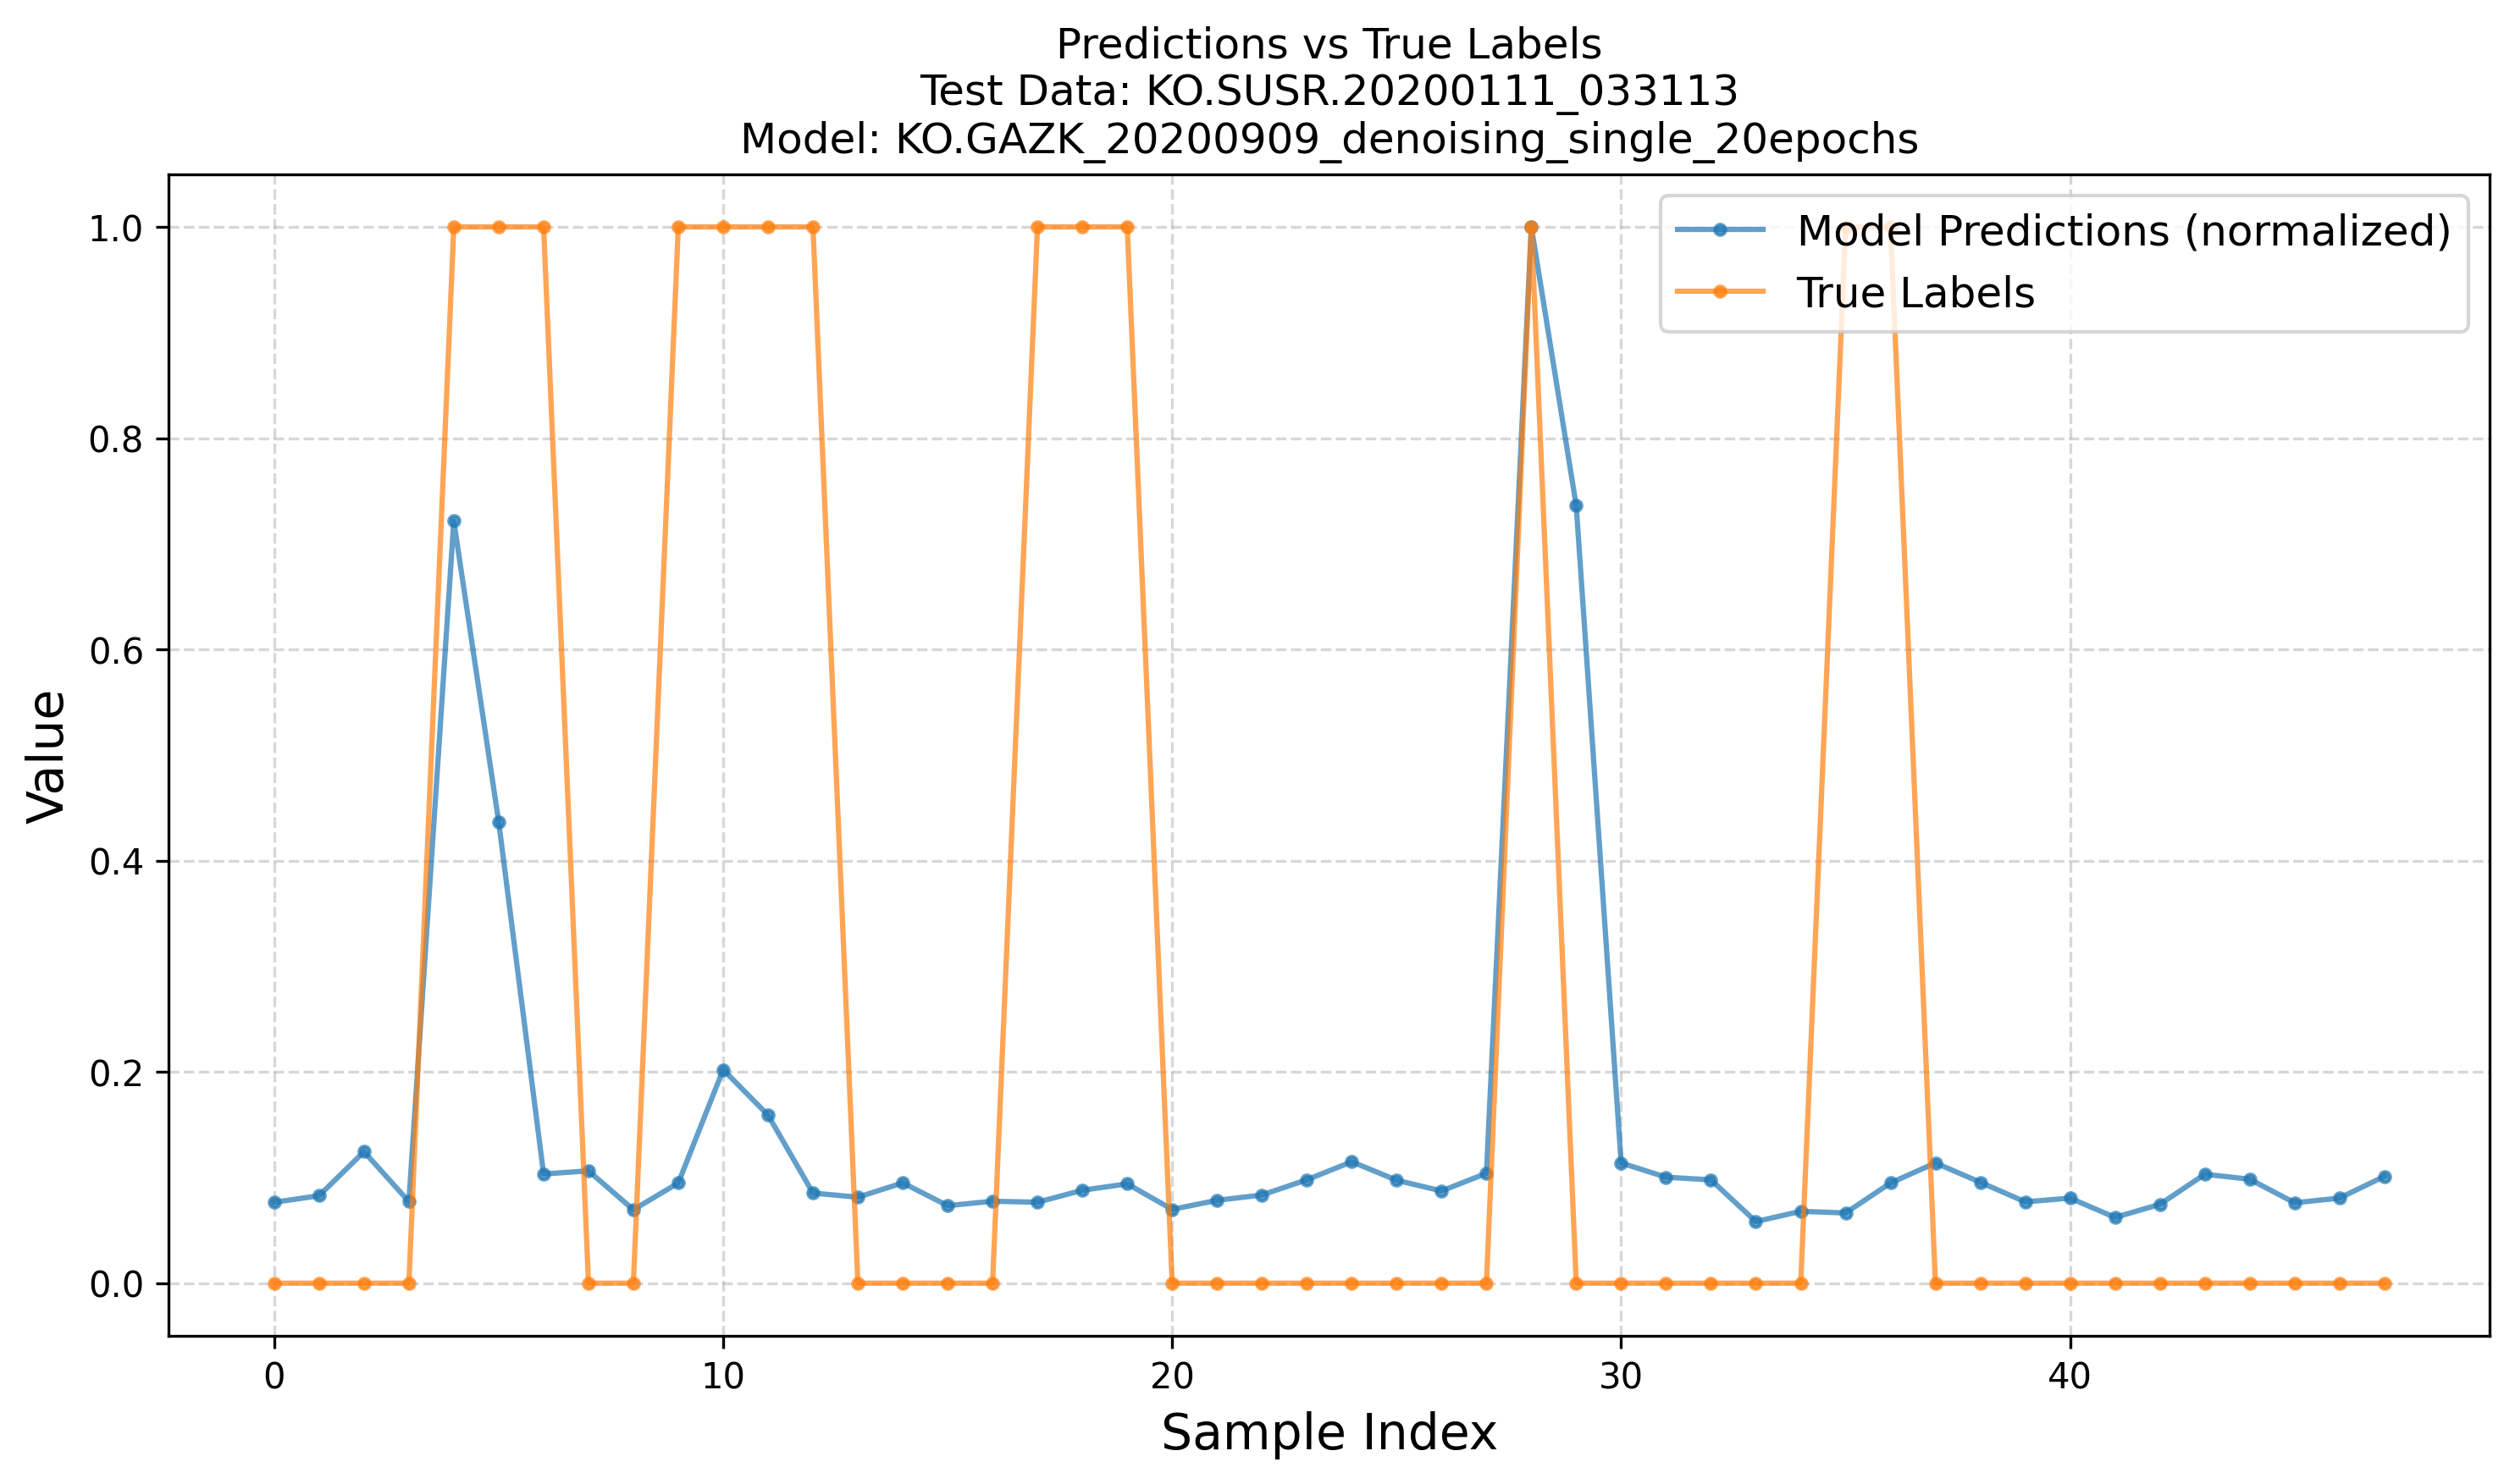 Predictions vs True Labels
Test Data: KO.SUSR.20200111_033113
Model: KO.GAZK_20200909_denoising_single_20epochs
Model Predictions (normalized)
True Labels
1.0
0.8
0.6
0.4
0.2
0.0
Value
0 10 20 30 40
Sample Index